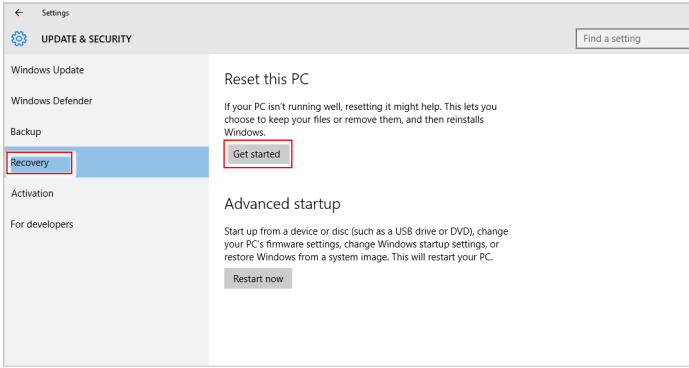 Settings
UPDATE & SECURITY
Find a setting
Windows Update
Windows Defender
Backup
Recovery
Activation
For developers
Reset this PC
If your PC isn't running well, resetting it might help. This lets you
choose to keep your files or remove them, and then reinstalls
Windows.
Get started
Advanced startup
Start up from a device or disc (such as a USB drive or DVD), change
your PC's firmware settings, change Windows startup settings, or
restore Windows from a system image. This will restart your PC.
Restart now